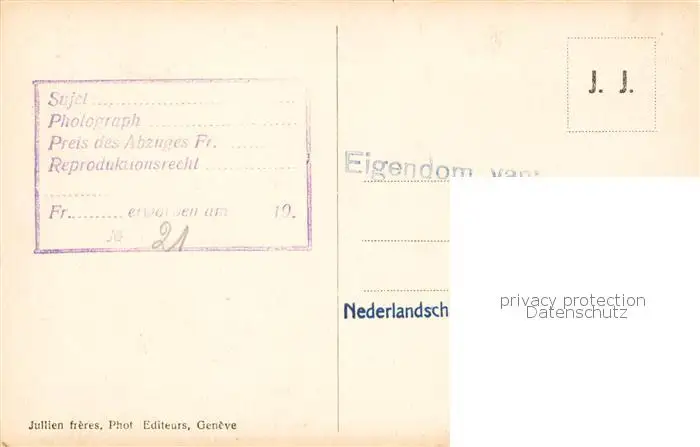 Sujet
Photograph
Preis des Abzuges Fr.
Reproduktionsrecht
Fr. erworben am 19.
№ 21
J. J.
Eigendom van:
Nederlandsch
privacy protection
Datenschutz
Jullien frères, Phot Editeurs, Genève